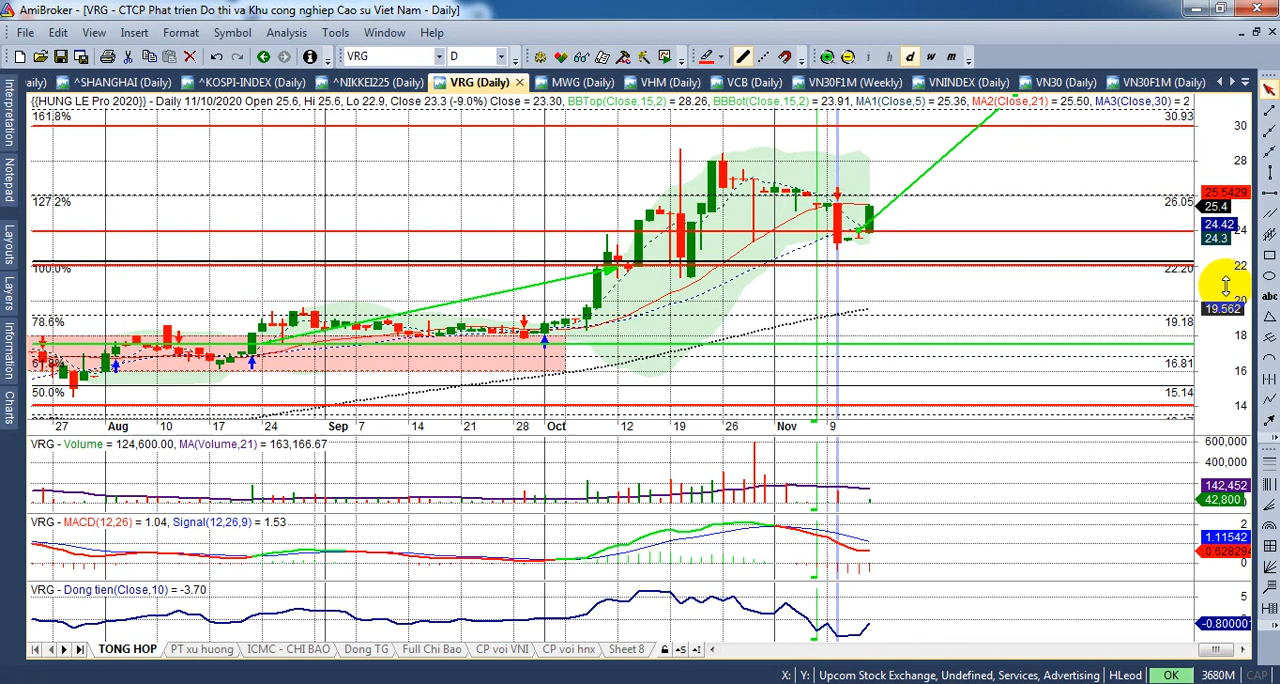 AmiBroker - [VRG - CTCP Phat trien Do thi va Khu cong nghiep Cao su Viet Nam - Daily]
File Edit View Insert Format Symbol Analysis Tools Window Help
VRG D abc i h d w m
aily) ^SHANGHAI (Daily) ^KOSPI-INDEX (Daily) ^NIKKEI225 (Daily) VRG (Daily) MWG (Daily) VHM (Daily) VCB (Daily) VN30F1M (Weekly) VNINDEX (Daily) VN30 (Daily) VN30F1M (Daily)
Interpretation
Notepad
Layouts
Layers
Information
Charts
{{HUNG LE Pro 2020}} - Daily 11/10/2020 Open 25.6, Hi 25.6, Lo 22.9, Close 23.3 (-9.0%) Close = 23.30, BBTop(Close,15,2) = 28.26, BBBot(Close,15,2) = 23.91, MA1(Close,5) = 25.36, MA2(Close,21) = 25.50, MA3(Close,30) = 2
161.8% 30.93
30
28
127.2% 26.05
25.5429
25.4
24.42
24
24.3
100.0% 22.20
22
20
19.562
78.6% 19.18
18
61.8% 16.81
16
50.0% 15.14
14
27 Aug 10 17 24 Sep 7 14 21 28 Oct 12 19 26 Nov 9
VRG - Volume = 124,600.00, MA(Volume,21) = 163,166.67
600,000
400,000
142,452
42,800
VRG - MACD(12,26) = 1.04, Signal(12,26,9) = 1.53
2
1.11542
0.628294
0
VRG - Dong tien(Close,10) = -3.70
5
-0.80000
TONG HOP PT xu huong ICMC - CHI BAO Dong TG Full Chi Bao CP voi VNI CP voi hnx Sheet 8
X: Y: Upcom Stock Exchange, Undefined, Services, Advertising HLeod OK 3680M CAP